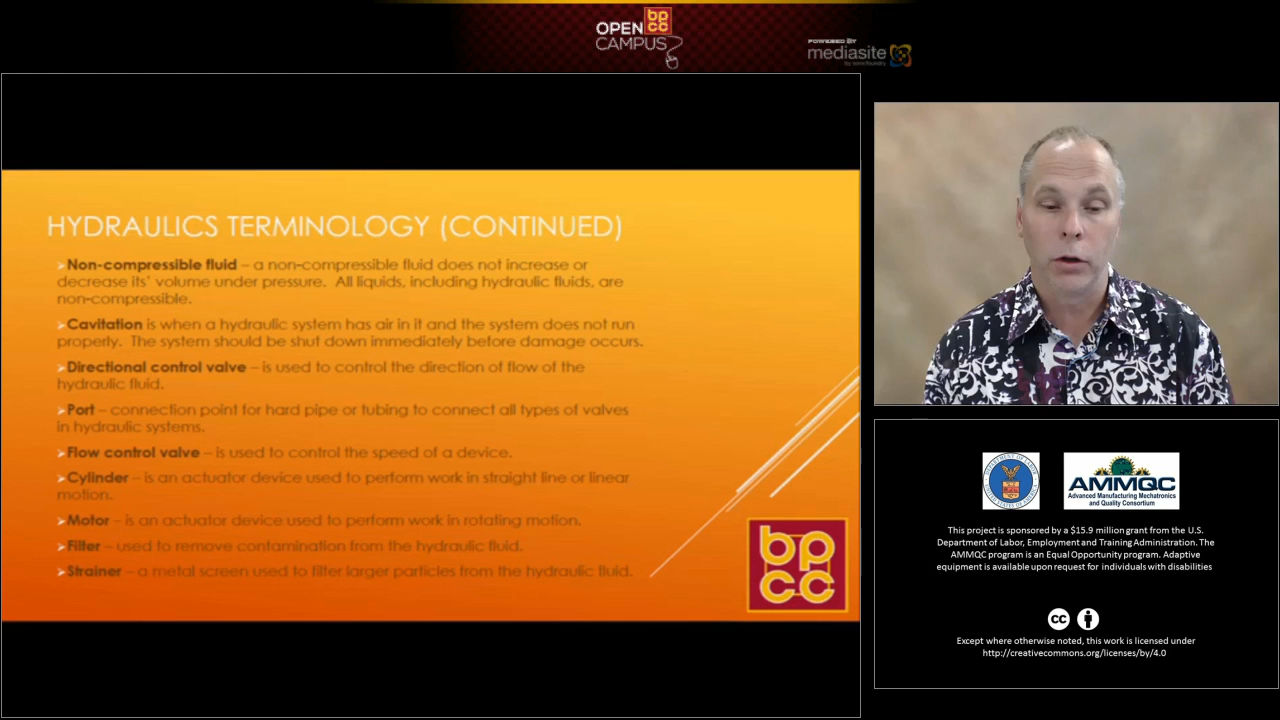 OPEN bp cc
CAMPUS
POWERED BY
mediasite
by sonicfoundry
HYDRAULICS TERMINOLOGY (CONTINUED)
➢Non-compressible fluid – a non-compressible fluid does not increase or
decrease its' volume under pressure. All liquids, including hydraulic fluids, are
non-compressible.
➢Cavitation is when a hydraulic system has air in it and the system does not run
properly. The system should be shut down immediately before damage occurs.
➢Directional control valve – is used to control the direction of flow of the
hydraulic fluid.
➢Port – connection point for hard pipe or tubing to connect all types of valves
in hydraulic systems.
➢Flow control valve – is used to control the speed of a device.
➢Cylinder – is an actuator device used to perform work in straight line or linear
motion.
➢Motor – is an actuator device used to perform work in rotating motion.
➢Filter – used to remove contamination from the hydraulic fluid.
➢Strainer – a metal screen used to filter larger particles from the hydraulic fluid.
bp
cc
AMMQC
Advanced Manufacturing Mechatronics
and Quality Consortium
This project is sponsored by a $15.9 million grant from the U.S.
Department of Labor, Employment and Training Administration. The
AMMQC program is an Equal Opportunity program. Adaptive
equipment is available upon request for individuals with disabilities
cc
Except where otherwise noted, this work is licensed under
http://creativecommons.org/licenses/by/4.0